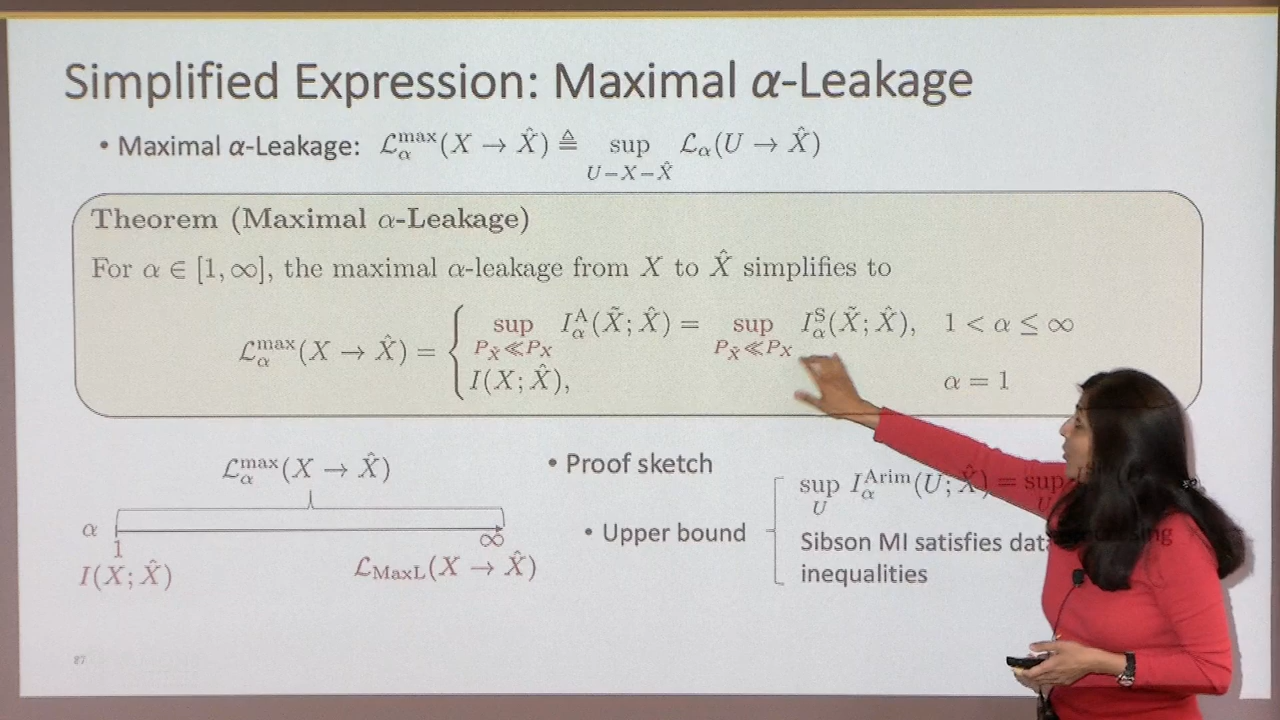 Simplified Expression: Maximal α-Leakage
• Maximal α-Leakage: ℒ_α^max(X → X̂) ≜ sup_{U−X−X̂} ℒ_α(U → X̂)
Theorem (Maximal α-Leakage)
For α ∈ [1, ∞], the maximal α-leakage from X to X̂ simplifies to
ℒ_α^max(X → X̂) = { sup_{P_X̃≪P_X} I_α^A(X̃; X̂) = sup_{P_X̃≪P_X} I_α^S(X̃; X̂), 1 < α ≤ ∞
I(X; X̂), α = 1
ℒ_α^max(X → X̂)
α
1 ∞
I(X; X̂) ℒ_MaxL(X → X̂)
• Proof sketch
• Upper bound
sup_U I_α^Arim(U; X̂) = sup_U
Sibson MI satisfies data
inequalities
27